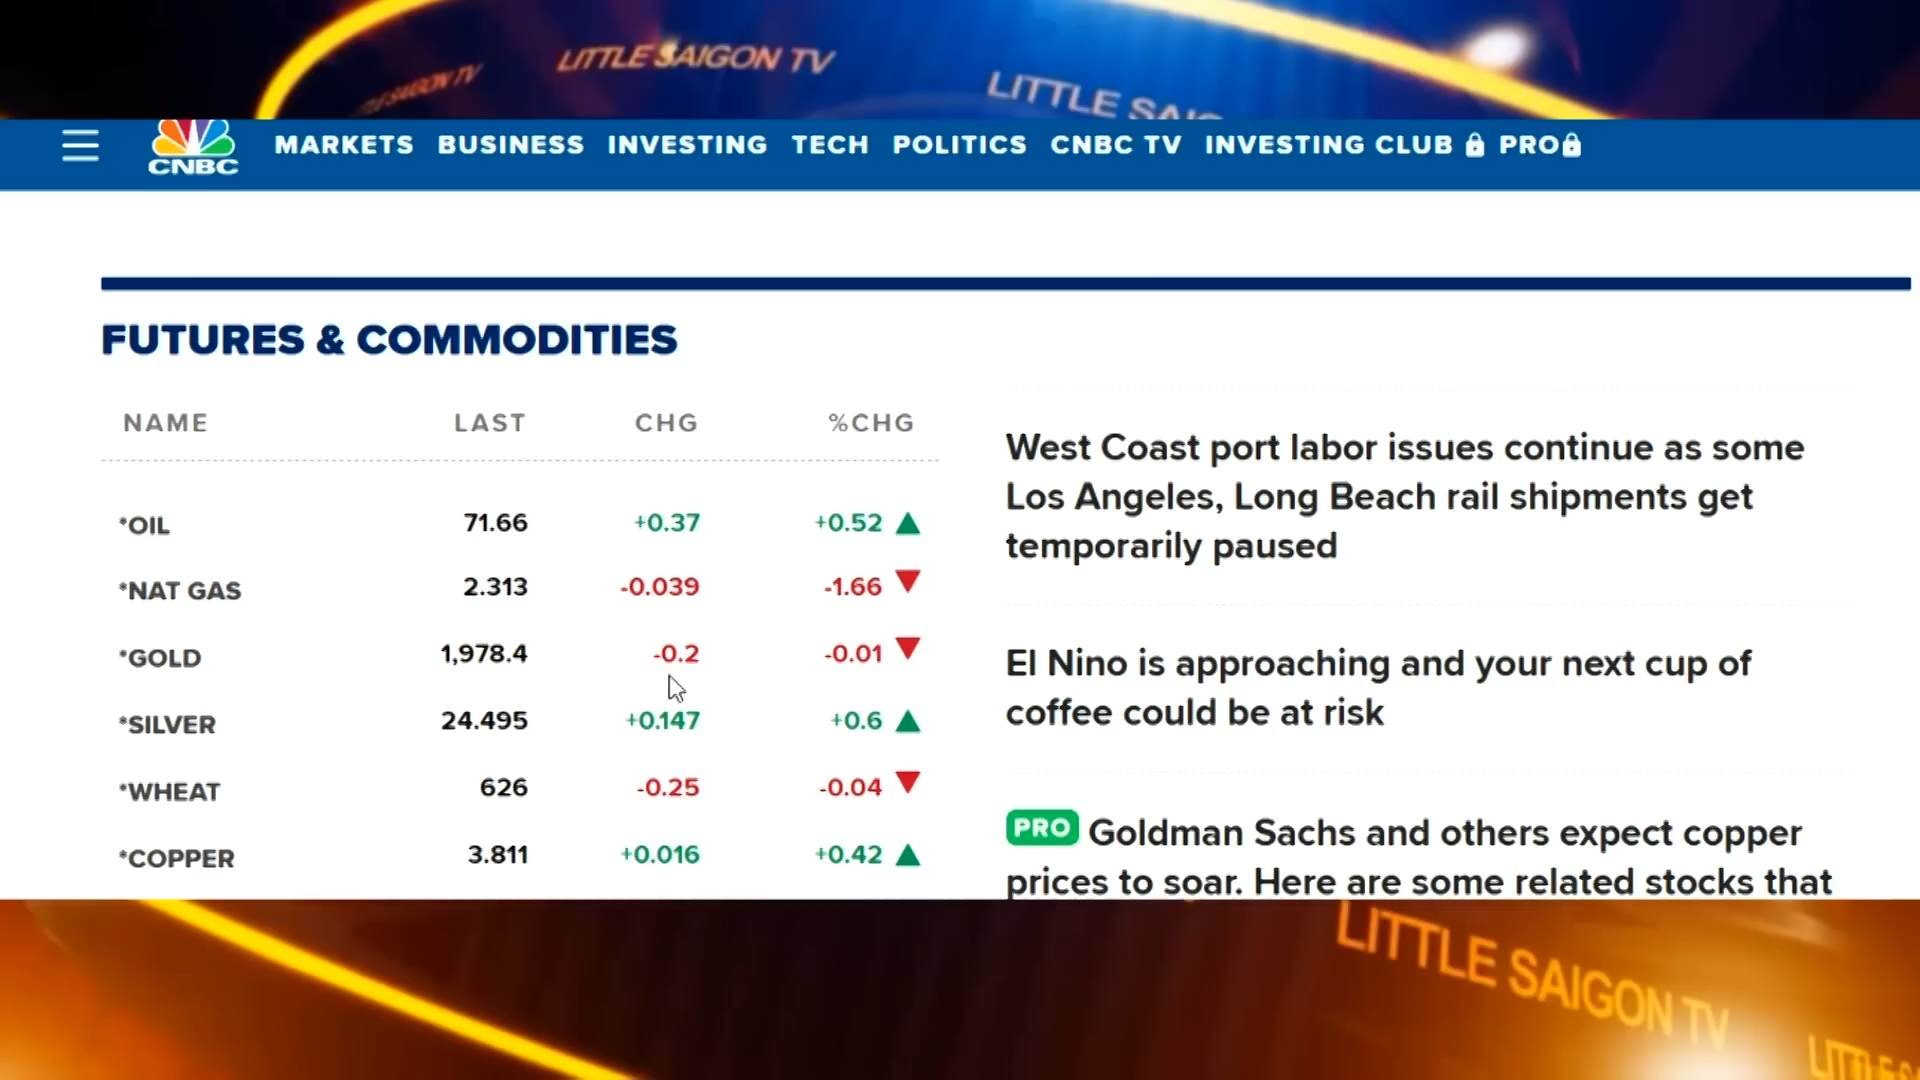 LITTLE SAIGON TV
LITTLE SAIGON TV
LITTLE SAIG
CNBC
MARKETS BUSINESS INVESTING TECH POLITICS CNBC TV INVESTING CLUB PRO
FUTURES & COMMODITIES
NAME LAST CHG %CHG
*OIL 71.66 +0.37 +0.52 ▲
*NAT GAS 2.313 -0.039 -1.66 ▼
*GOLD 1,978.4 -0.2 -0.01 ▼
*SILVER 24.495 +0.147 +0.6 ▲
*WHEAT 626 -0.25 -0.04 ▼
*COPPER 3.811 +0.016 +0.42 ▲
West Coast port labor issues continue as some
Los Angeles, Long Beach rail shipments get
temporarily paused
El Nino is approaching and your next cup of
coffee could be at risk
PRO Goldman Sachs and others expect copper
prices to soar. Here are some related stocks that
LITTLE SAIGON TV
LITTLE S